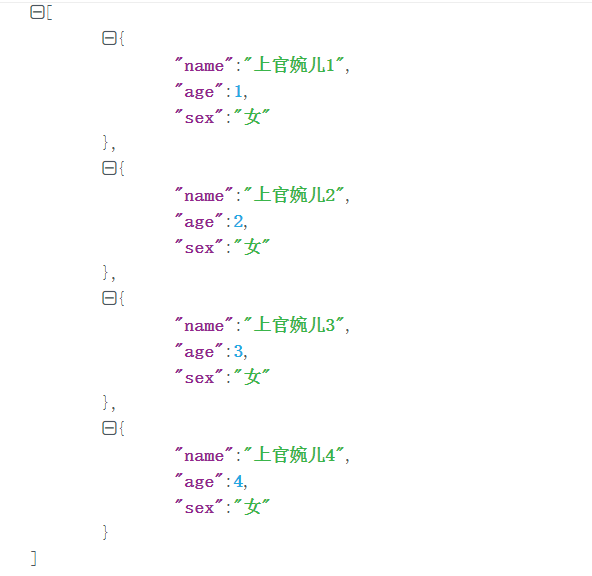 [
{
"name":"上官婉儿1",
"age":1,
"sex":"女"
},
{
"name":"上官婉儿2",
"age":2,
"sex":"女"
},
{
"name":"上官婉儿3",
"age":3,
"sex":"女"
},
{
"name":"上官婉儿4",
"age":4,
"sex":"女"
}
]